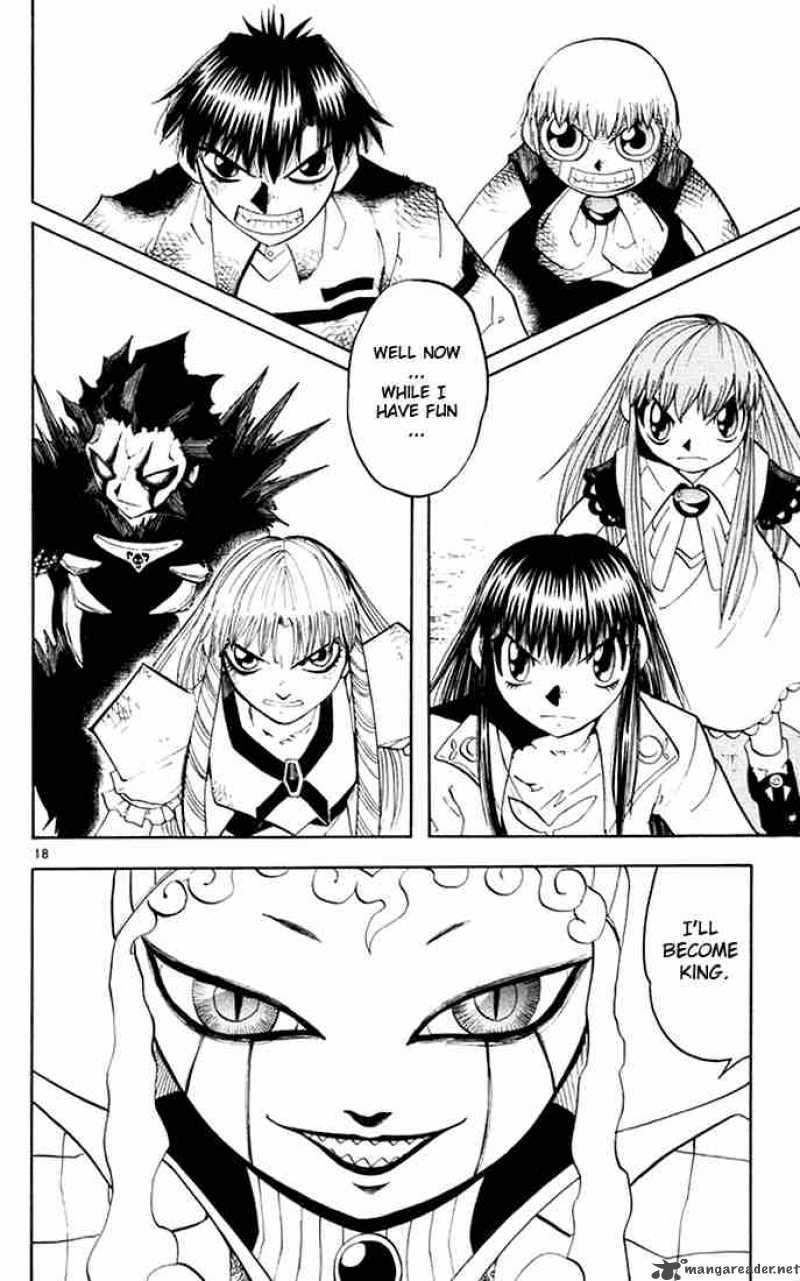 WELL NOW
...
WHILE I
HAVE FUN
...
18
I'LL
BECOME
KING.
mangareader.net